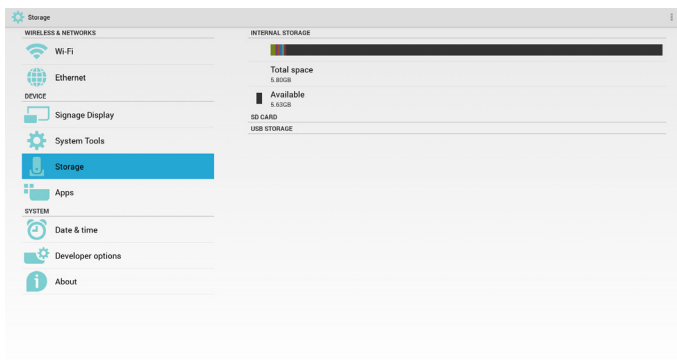 Storage
WIRELESS & NETWORKS
Wi-Fi
Ethernet
DEVICE
Signage Display
System Tools
Storage
Apps
SYSTEM
Date & time
Developer options
About
INTERNAL STORAGE
Total space
5.80GB
Available
5.63GB
SD CARD
USB STORAGE